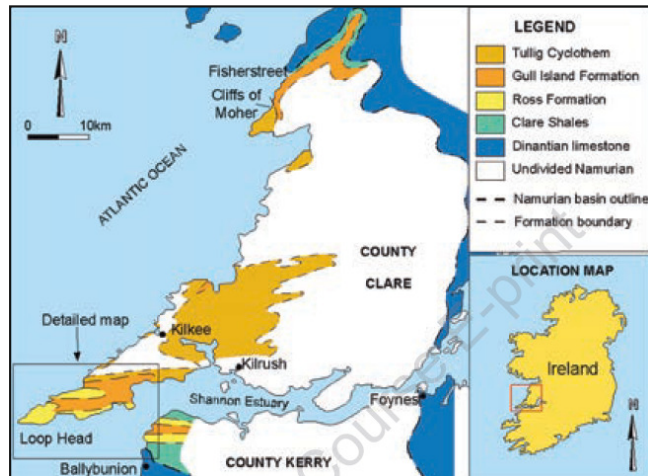 N
0 10km
ATLANTIC OCEAN
Fisherstreet
Cliffs of
Moher
COUNTY
CLARE
Detailed map
Kilkee
Kilrush
Shannon Estuary
Foynes
Loop Head
Ballybunion
COUNTY KERRY
LEGEND
Tullig Cyclothem
Gull Island Formation
Ross Formation
Clare Shales
Dinantian limestone
Undivided Namurian
Namurian basin outline
Formation boundary
LOCATION MAP
Ireland
N
Course E-print